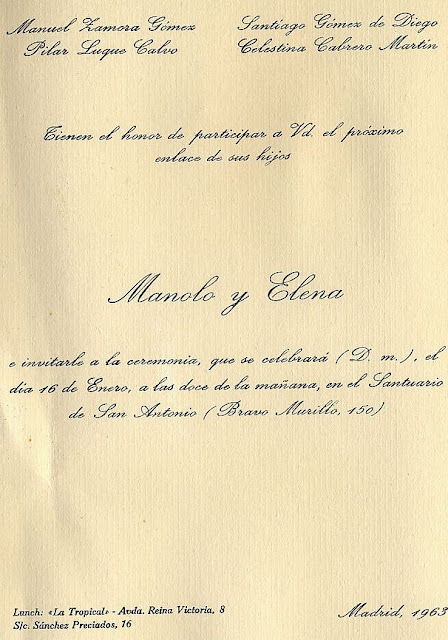 Manuel Zamora Gómez
Pilar Luque Calvo
Santiago Gómez de Diego
Celestina Cabrero Martín
Tienen el honor de participar a Vd. el próximo
enlace de sus hijos
Manolo y Elena
e invitarle a la ceremonia, que se celebrará (D. m.), el
día 16 de Enero, a las doce de la mañana, en el Santuario
de San Antonio (Bravo Murillo, 150)
Lunch: «La Tropical» - Avda. Reina Victoria, 8
S/c. Sánchez Preciados, 16
Madrid, 1963